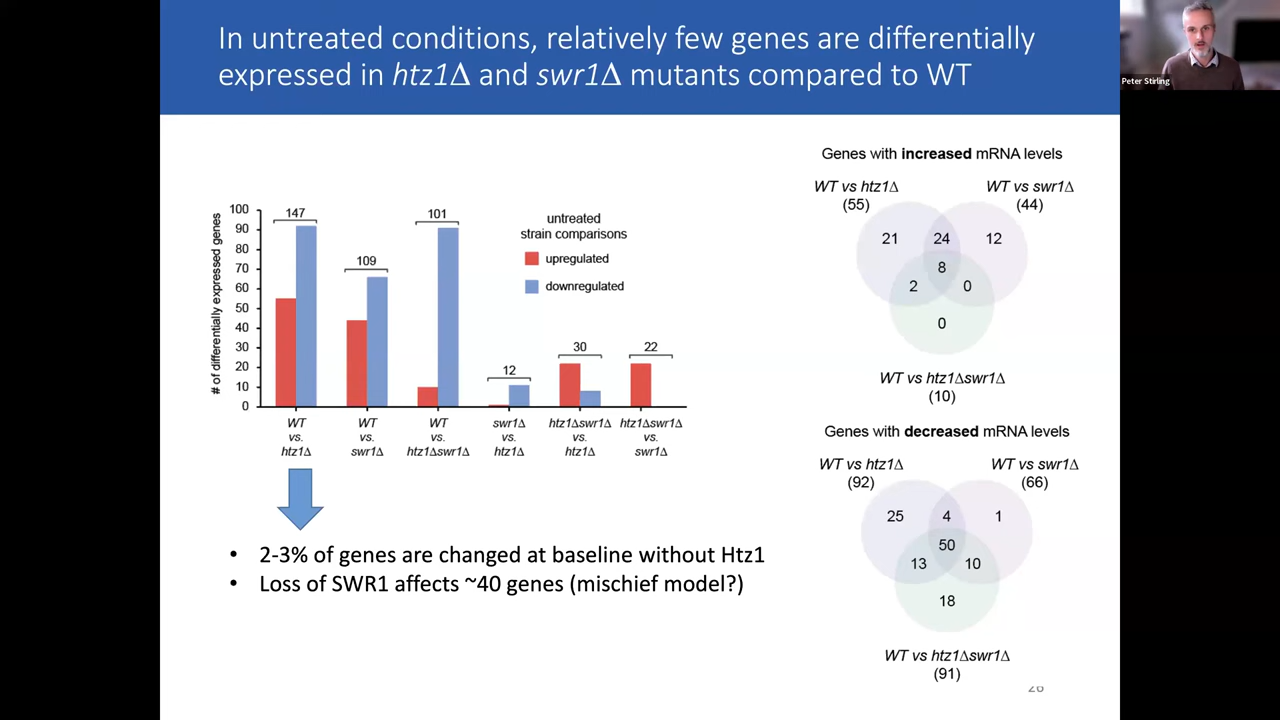 In untreated conditions, relatively few genes are differentially
expressed in htz1Δ and swr1Δ mutants compared to WT
Peter Stirling
# of differentially expressed genes
100
90
80
70
60
50
40
30
20
10
0
147
109
101
12
30
22
untreated
strain comparisons
upregulated
downregulated
WT
vs.
htz1Δ
WT
vs.
swr1Δ
WT
vs.
htz1Δswr1Δ
swr1Δ
vs.
htz1Δ
htz1Δswr1Δ
vs.
htz1Δ
htz1Δswr1Δ
vs.
swr1Δ
• 2-3% of genes are changed at baseline without Htz1
• Loss of SWR1 affects ~40 genes (mischief model?)
Genes with increased mRNA levels
WT vs htz1Δ
(55)
WT vs swr1Δ
(44)
21 24 12
8
2 0
0
WT vs htz1Δswr1Δ
(10)
Genes with decreased mRNA levels
WT vs htz1Δ
(92)
WT vs swr1Δ
(66)
25 4 1
50
13 10
18
WT vs htz1Δswr1Δ
(91)
26